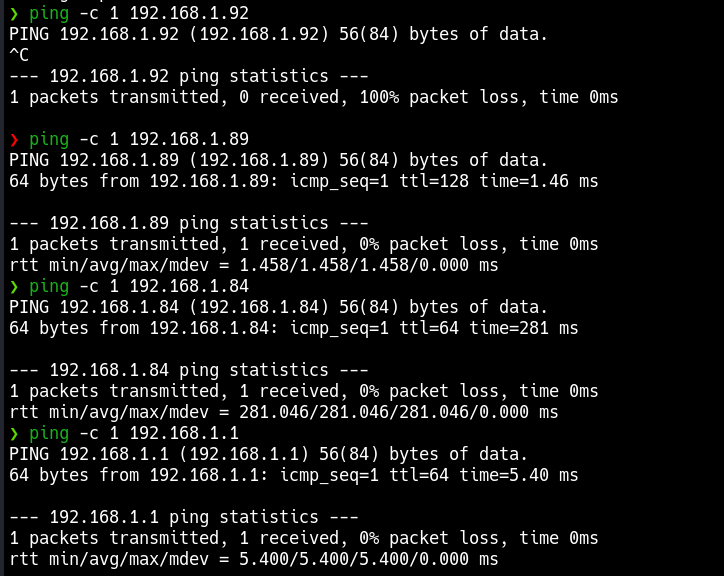 ❯ ping -c 1 192.168.1.92
PING 192.168.1.92 (192.168.1.92) 56(84) bytes of data.
^C
--- 192.168.1.92 ping statistics ---
1 packets transmitted, 0 received, 100% packet loss, time 0ms

❯ ping -c 1 192.168.1.89
PING 192.168.1.89 (192.168.1.89) 56(84) bytes of data.
64 bytes from 192.168.1.89: icmp_seq=1 ttl=128 time=1.46 ms

--- 192.168.1.89 ping statistics ---
1 packets transmitted, 1 received, 0% packet loss, time 0ms
rtt min/avg/max/mdev = 1.458/1.458/1.458/0.000 ms
❯ ping -c 1 192.168.1.84
PING 192.168.1.84 (192.168.1.84) 56(84) bytes of data.
64 bytes from 192.168.1.84: icmp_seq=1 ttl=64 time=281 ms

--- 192.168.1.84 ping statistics ---
1 packets transmitted, 1 received, 0% packet loss, time 0ms
rtt min/avg/max/mdev = 281.046/281.046/281.046/0.000 ms
❯ ping -c 1 192.168.1.1
PING 192.168.1.1 (192.168.1.1) 56(84) bytes of data.
64 bytes from 192.168.1.1: icmp_seq=1 ttl=64 time=5.40 ms

--- 192.168.1.1 ping statistics ---
1 packets transmitted, 1 received, 0% packet loss, time 0ms
rtt min/avg/max/mdev = 5.400/5.400/5.400/0.000 ms